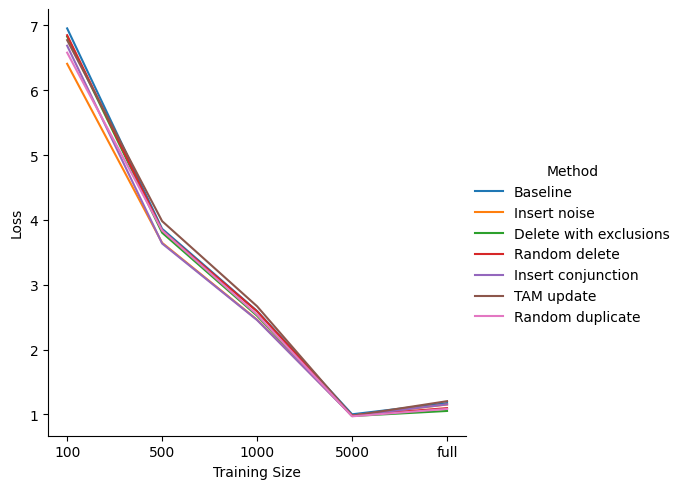 7
6
5
4
3
2
1
Loss
100 500 1000 5000 full
Training Size
Method
Baseline
Insert noise
Delete with exclusions
Random delete
Insert conjunction
TAM update
Random duplicate